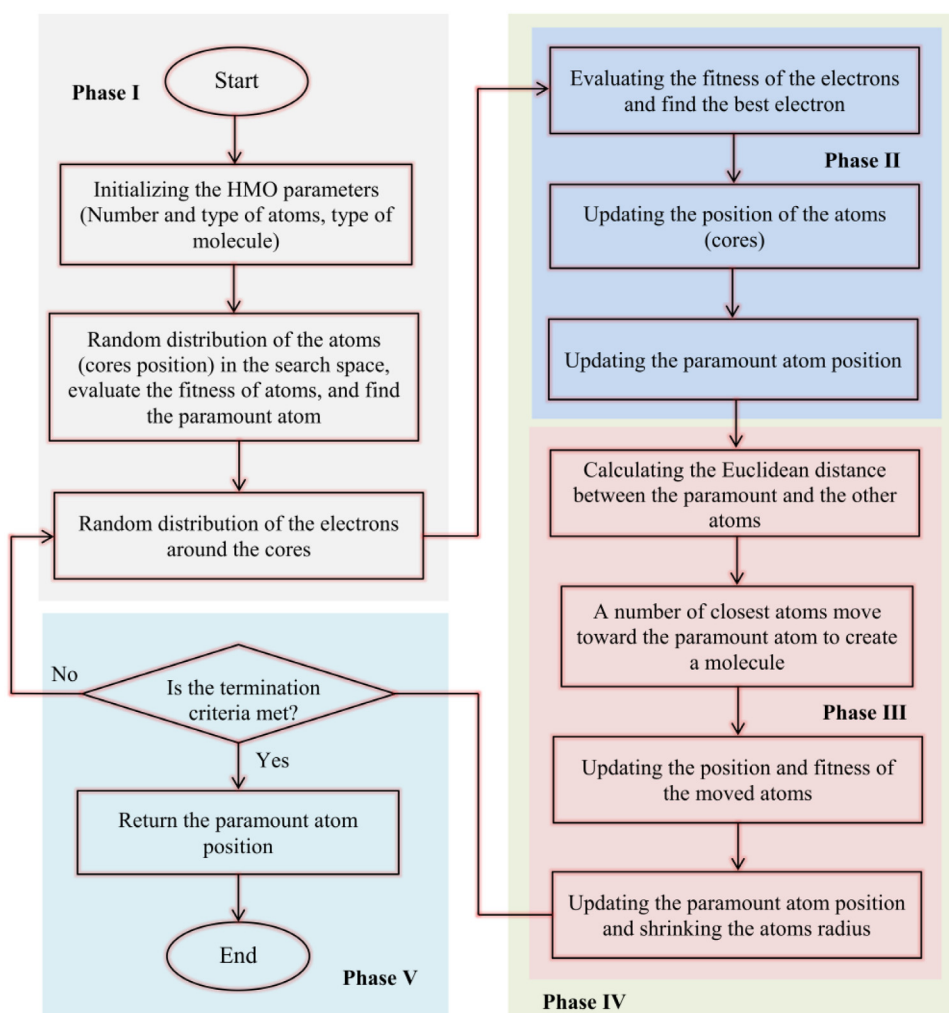 Phase I
Start
Initializing the HMO parameters
(Number and type of atoms, type of
molecule)
Random distribution of the atoms
(cores position) in the search space,
evaluate the fitness of atoms, and find
the paramount atom
Random distribution of the electrons
around the cores
Evaluating the fitness of the electrons
and find the best electron
Phase II
Updating the position of the atoms
(cores)
Updating the paramount atom position
Calculating the Euclidean distance
between the paramount and the other
atoms
A number of closest atoms move
toward the paramount atom to create
a molecule
Phase III
Updating the position and fitness of
the moved atoms
Updating the paramount atom position
and shrinking the atoms radius
Phase IV
No
Is the termination
criteria met?
Yes
Return the paramount atom
position
End
Phase V